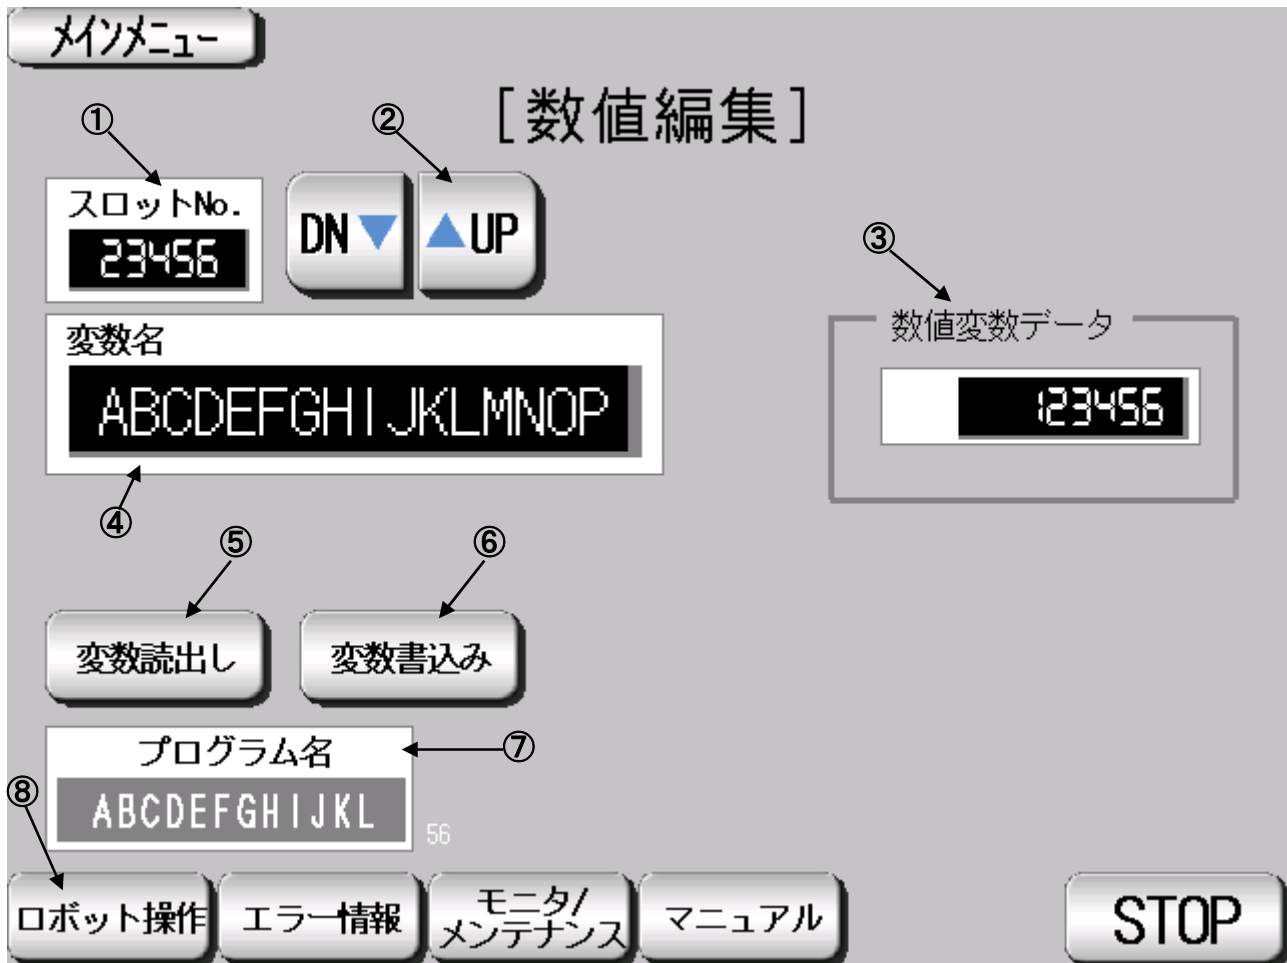 メインメニュー
[数値編集]
① ②
スロットNo.
23456
DN▼ ▲UP
③
数値変数データ
123456
変数名
ABCDEFGHIJKLMNOP
④
⑤ ⑥
変数読出し 変数書込み
プログラム名
⑦
ABCDEFGHIJKL
56
⑧
ロボット操作
エラー情報
モニタ/
メンテナンス
マニュアル
STOP